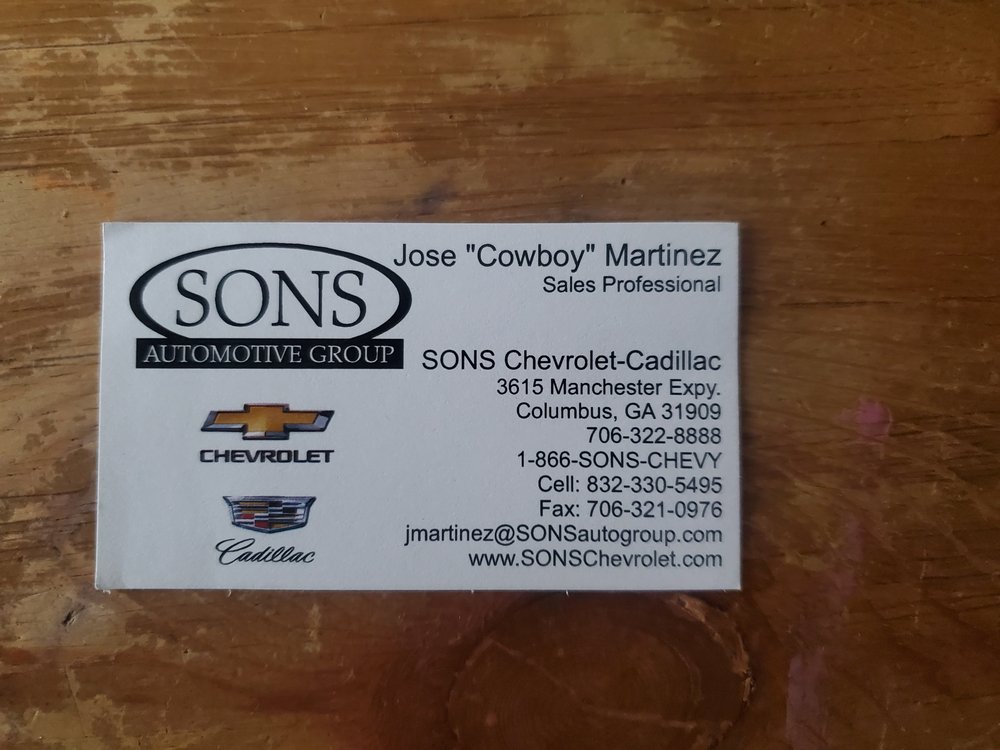 SONS
AUTOMOTIVE GROUP
CHEVROLET
Cadillac
Jose "Cowboy" Martinez
Sales Professional
SONS Chevrolet-Cadillac
3615 Manchester Expy.
Columbus, GA 31909
706-322-8888
1-866-SONS-CHEVY
Cell: 832-330-5495
Fax: 706-321-0976
jmartinez@SONSautogroup.com
www.SONSChevrolet.com